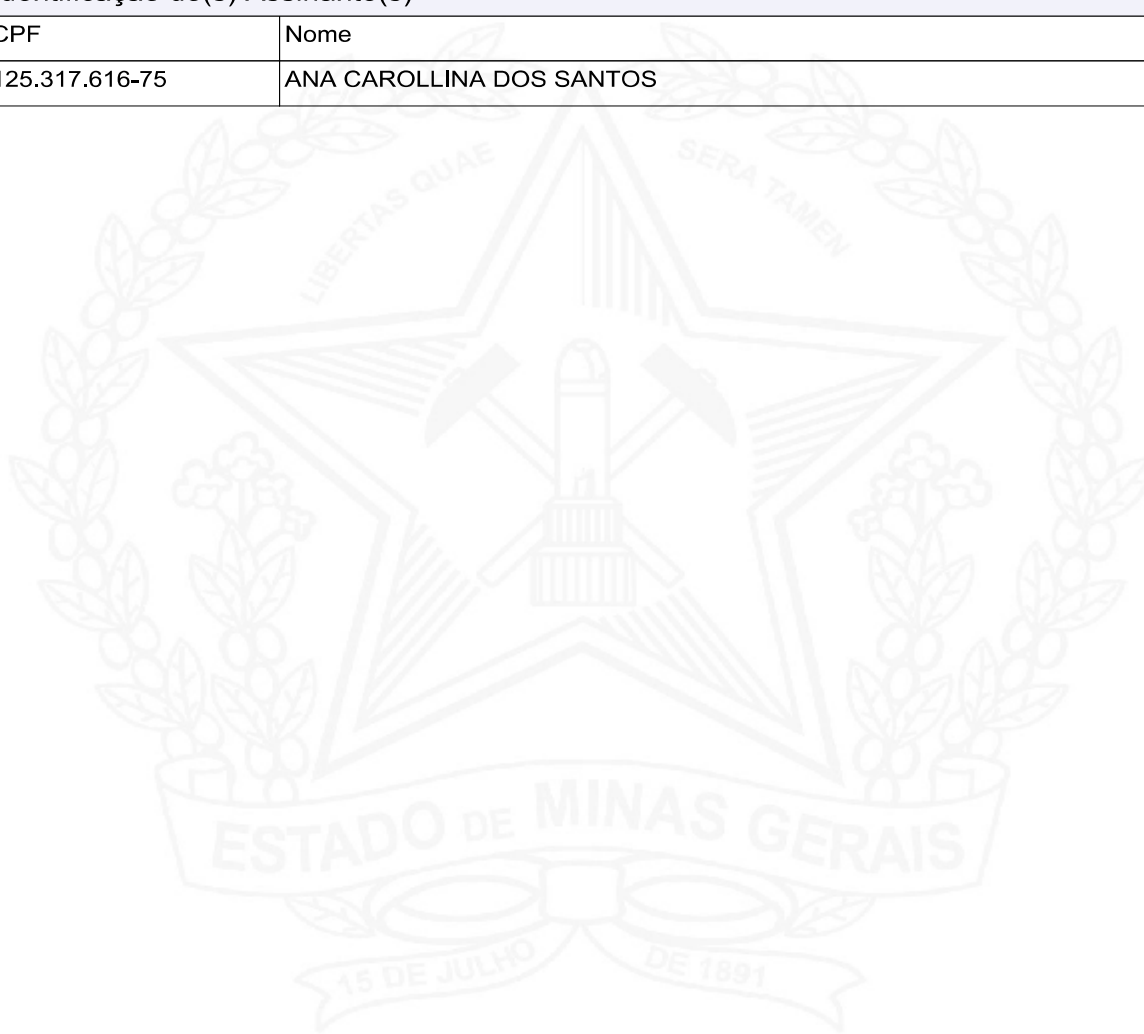 CPF Nome
125.317.616-75 ANA CAROLLINA DOS SANTOS
LIBERTAS QUAE SERA TAMEN
ESTADO DE MINAS GERAIS
15 DE JULHO DE 1891